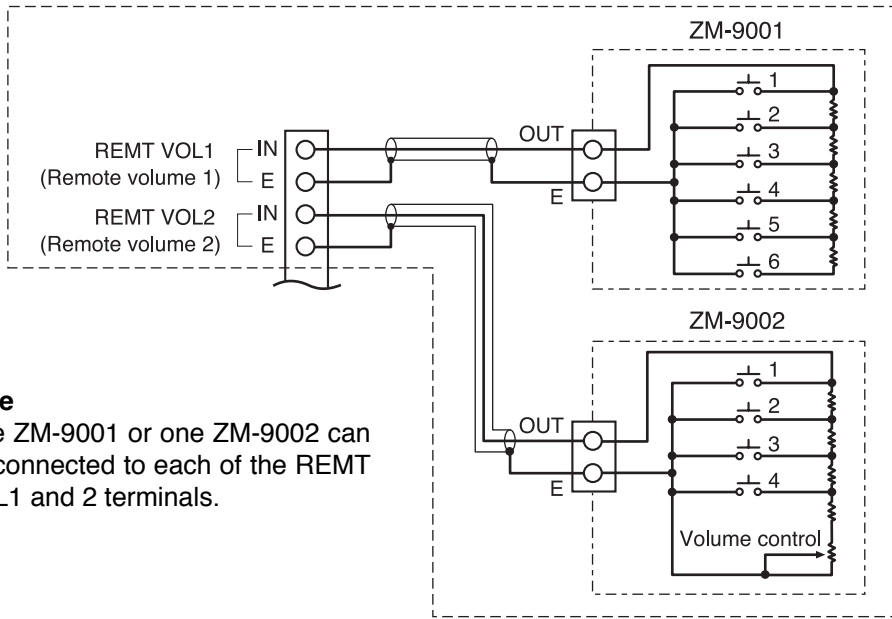 ZM-9001
1
2
3
4
5
6
OUT
E
REMT VOL1
(Remote volume 1)
IN
E
REMT VOL2
(Remote volume 2)
IN
E
ZM-9002
1
2
3
4
OUT
E
Volume control
ZM-9001 or one ZM-9002 can
connected to each of the REMT
and 2 terminals.